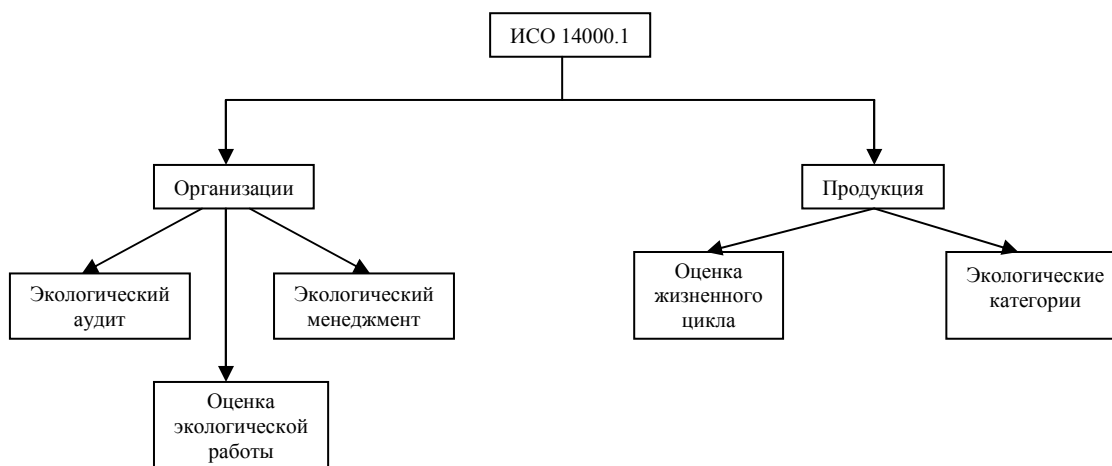 ИСО 14000.1
Организации
Продукция
Экологический
аудит
Экологический
менеджмент
Оценка
жизненного
цикла
Экологические
категории
Оценка
экологической
работы